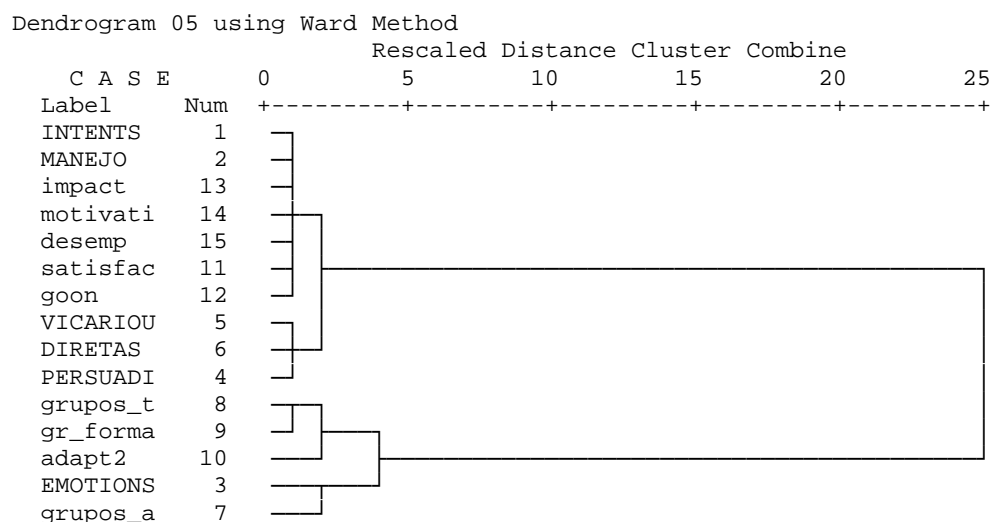 Dendrogram 05 using Ward Method
Rescaled Distance Cluster Combine
C A S E 0 5 10 15 20 25
Label Num +---------+---------+---------+---------+---------+
INTENTS 1
MANEJO 2
impact 13
motivati 14
desemp 15
satisfac 11
goon 12
VICARIOU 5
DIRETAS 6
PERSUADI 4
grupos_t 8
gr_forma 9
adapt2 10
EMOTIONS 3
grupos_a 7